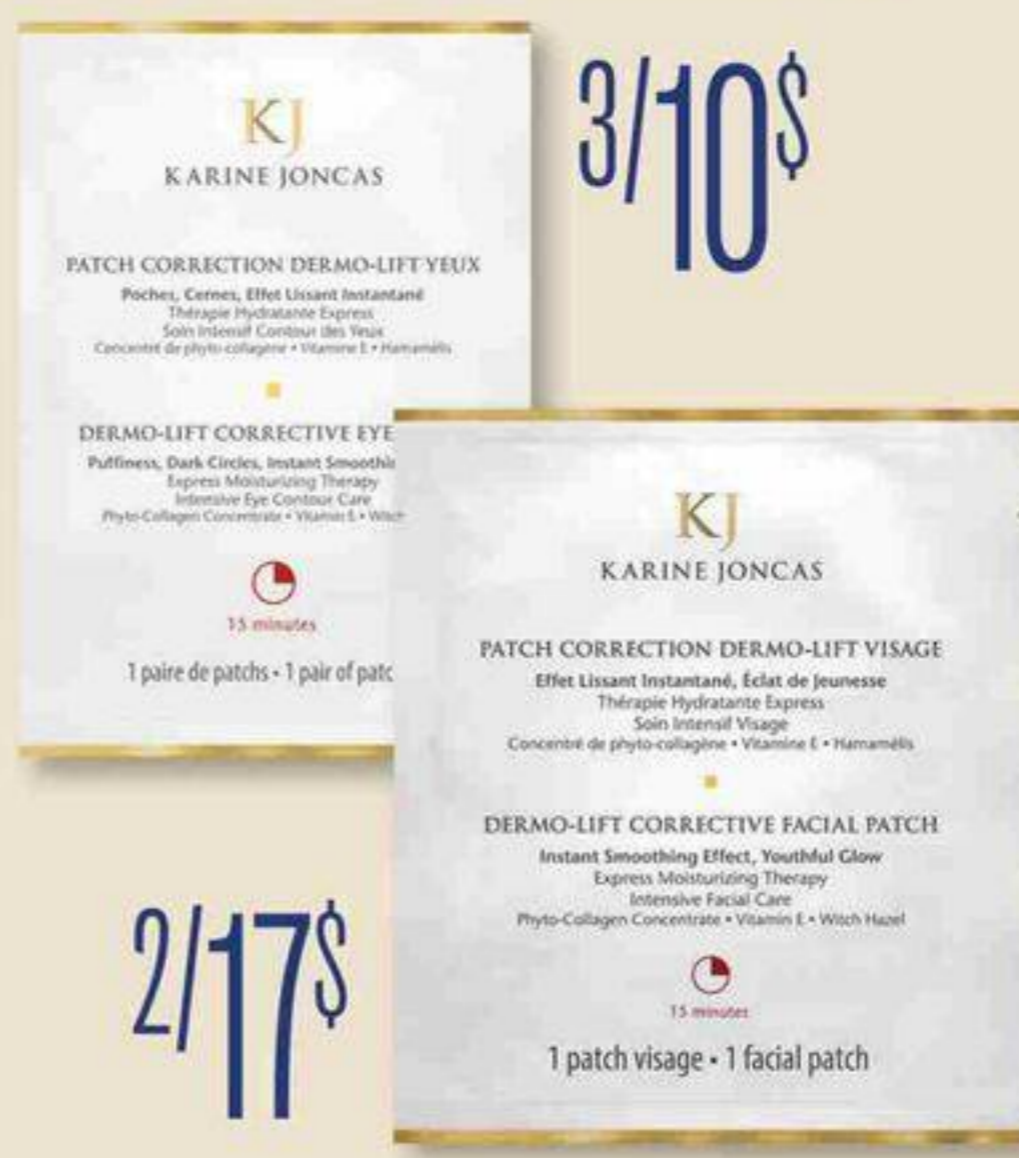 KJ
KARINE JONCAS
PATCH CORRECTION DERMO-LIFT YEUX
Poches, Cernes, Effet Lissant Instantané
Thérapie Hydratante Express
Soin Intensif Contour des Yeux
Concentré de phyto-collagène • Vitamine E • Hamamélis
DERMO-LIFT CORRECTIVE EYE
Puffiness, Dark Circles, Instant Smoothi
Express Moisturizing Therapy
Intensive Eye Contour Care
Phyto-Collagen Concentrate • Vitamin E • Witch
15 minutes
1 paire de patchs • 1 pair of patc
3/10$
KJ
KARINE JONCAS
PATCH CORRECTION DERMO-LIFT VISAGE
Effet Lissant Instantané, Éclat de Jeunesse
Thérapie Hydratante Express
Soin Intensif Visage
Concentré de phyto-collagène • Vitamine E • Hamamélis
DERMO-LIFT CORRECTIVE FACIAL PATCH
Instant Smoothing Effect, Youthful Glow
Express Moisturizing Therapy
Intensive Facial Care
Phyto-Collagen Concentrate • Vitamin E • Witch Hazel
15 minutes
1 patch visage • 1 facial patch
2/17$